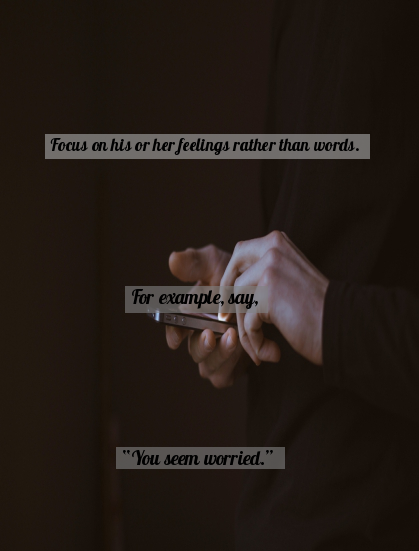 Focus on his or her feelings rather than words.
For example, say,
“You seem worried.”